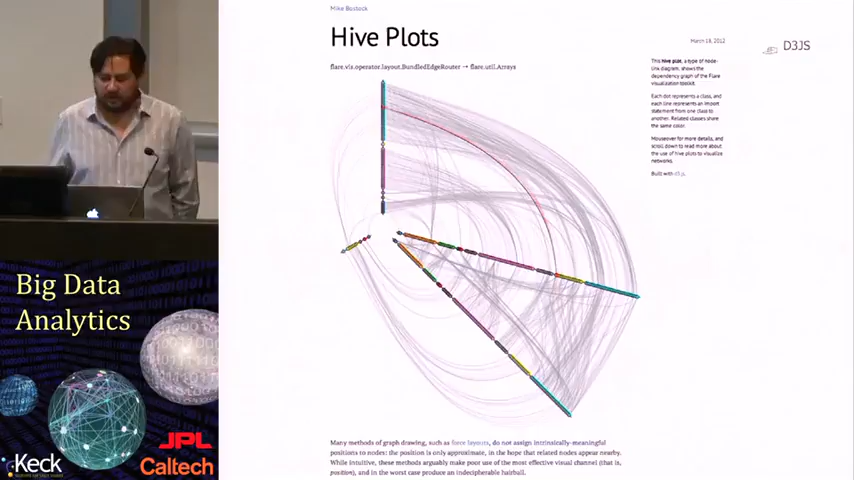 Mike Bostock
Hive Plots
March 18, 2012
D3JS
flare.vis.operator.layout.BundledEdgeRouter → flare.util.Arrays
This hive plot, a type of node-
link diagram, shows the
dependency graph of the Flare
visualization toolkit.
Each dot represents a class, and
each line represents an import
statement from one class to
another. Related classes share
the same color.
Mouseover for more details, and
scroll down to read more about
the use of hive plots to visualize
networks.
Built with d3.js.
Big Data
Analytics
JPL
Keck
Caltech
Many methods of graph drawing, such as force layouts, do not assign intrinsically-meaningful
positions to nodes: the position is only approximate, in the hope that related nodes appear nearby.
While intuitive, these methods arguably make poor use of the most effective visual channel (that is,
position), and in the worst case produce an indecipherable hairball.